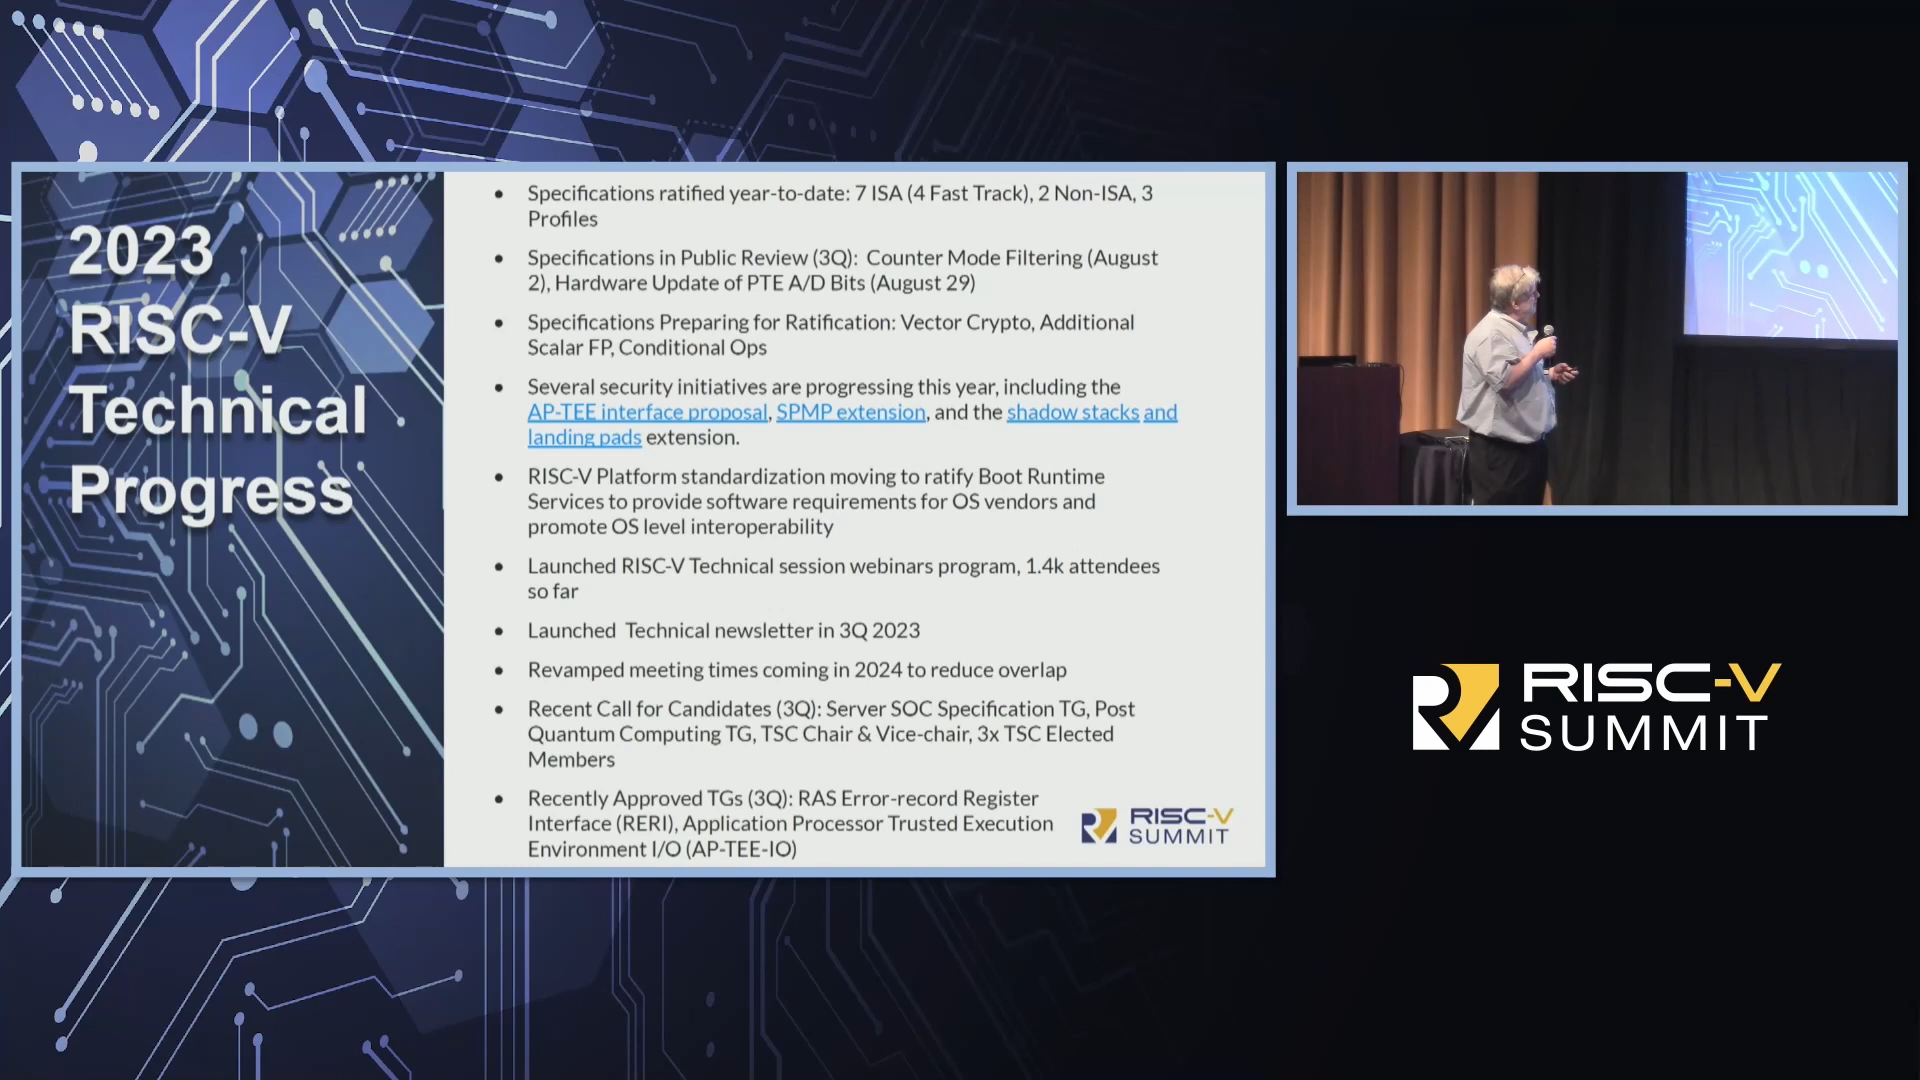 2023
RISC-V
Technical
Progress
• Specifications ratified year-to-date: 7 ISA (4 Fast Track), 2 Non-ISA, 3
Profiles
• Specifications in Public Review (3Q):  Counter Mode Filtering (August
2), Hardware Update of PTE A/D Bits (August 29)
• Specifications Preparing for Ratification: Vector Crypto, Additional
Scalar FP, Conditional Ops
• Several security initiatives are progressing this year, including the
AP-TEE interface proposal, SPMP extension, and the shadow stacks and
landing pads extension.
• RISC-V Platform standardization moving to ratify Boot Runtime
Services to provide software requirements for OS vendors and
promote OS level interoperability
• Launched RISC-V Technical session webinars program, 1.4k attendees
so far
• Launched  Technical newsletter in 3Q 2023
• Revamped meeting times coming in 2024 to reduce overlap
• Recent Call for Candidates (3Q): Server SOC Specification TG, Post
Quantum Computing TG, TSC Chair & Vice-chair, 3x TSC Elected
Members
• Recently Approved TGs (3Q): RAS Error-record Register
Interface (RERI), Application Processor Trusted Execution
Environment I/O (AP-TEE-IO)
RISC-V
SUMMIT
RISC-V
SUMMIT